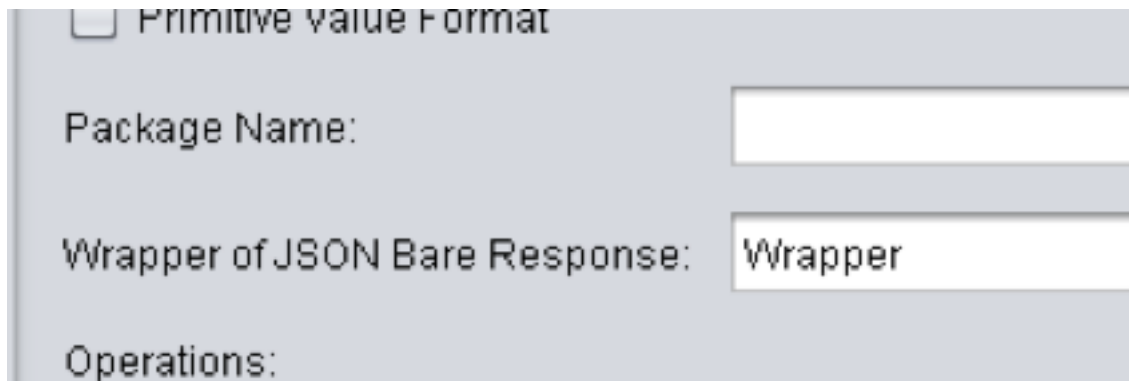 Primitive Value Format
Package Name:
Wrapper of JSON Bare Response: Wrapper
Operations: